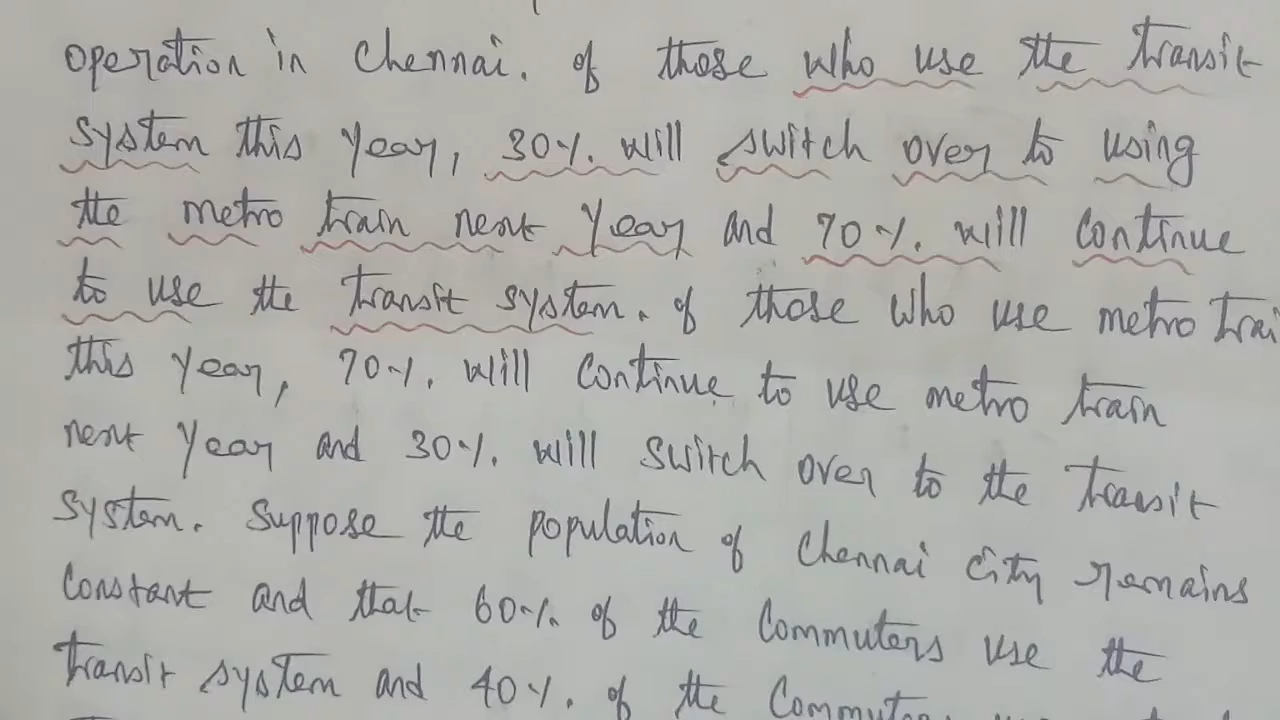 operation in Chennai. of those who use the transit
system this year, 30%. will switch over to using
the metro train next year and 70%. will continue
to use the transit system. of those who use metro trai
this year, 70%. will continue to use metro train
next year and 30%. will switch over to the transit
system. Suppose the population of Chennai city remains
constant and that 60%. of the commuters use the
transit system and 40%. of the commuters